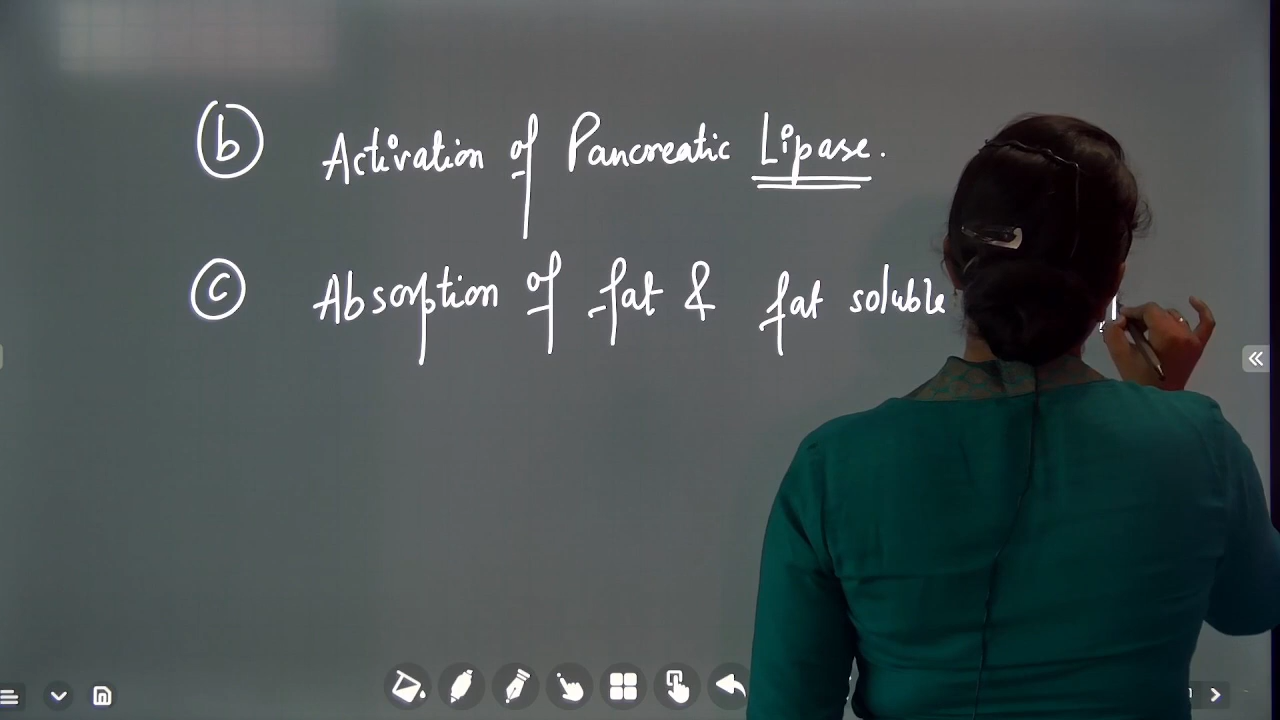 b Activation of Pancreatic Lipase.
c Absorption of fat & fat soluble